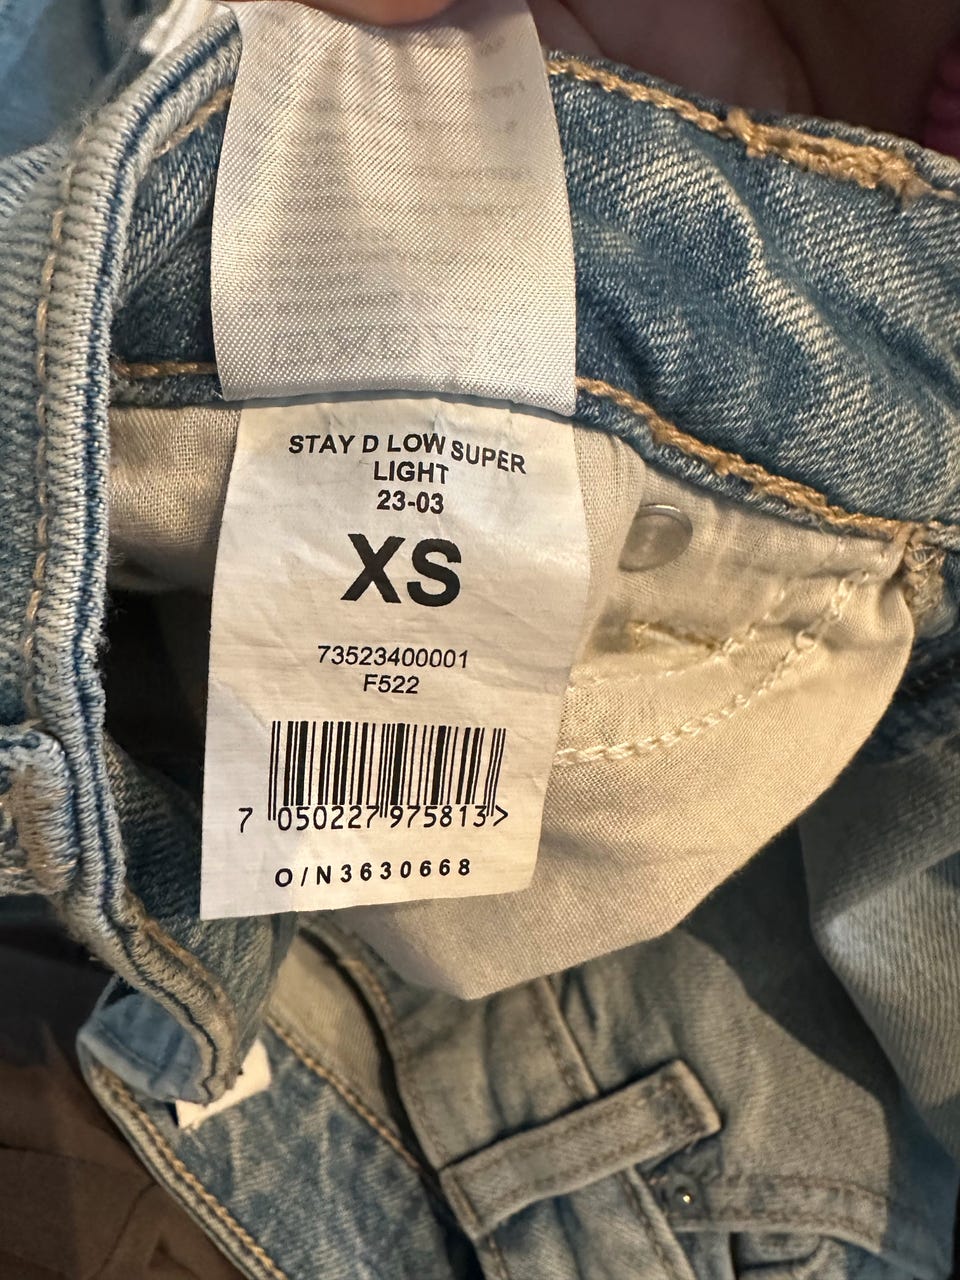 STAY D LOW SUPER
LIGHT
23-03
XS
73523400001
F522
7 050227 975813 >
O/N3630668